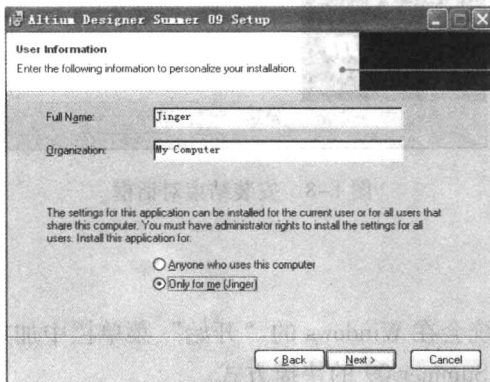 Altium Designer Summer 09 Setup
User Information
Enter the following information to personalize your installation.
Full Name:
Jinger
Organization:
My Computer
The settings for this application can be installed for the current user or for all users that
share this computer. You must have administrator rights to install the settings for all
users. Install this application for:
Anyone who uses this computer
Only for me (Jinger)
< Back
Next >
Cancel